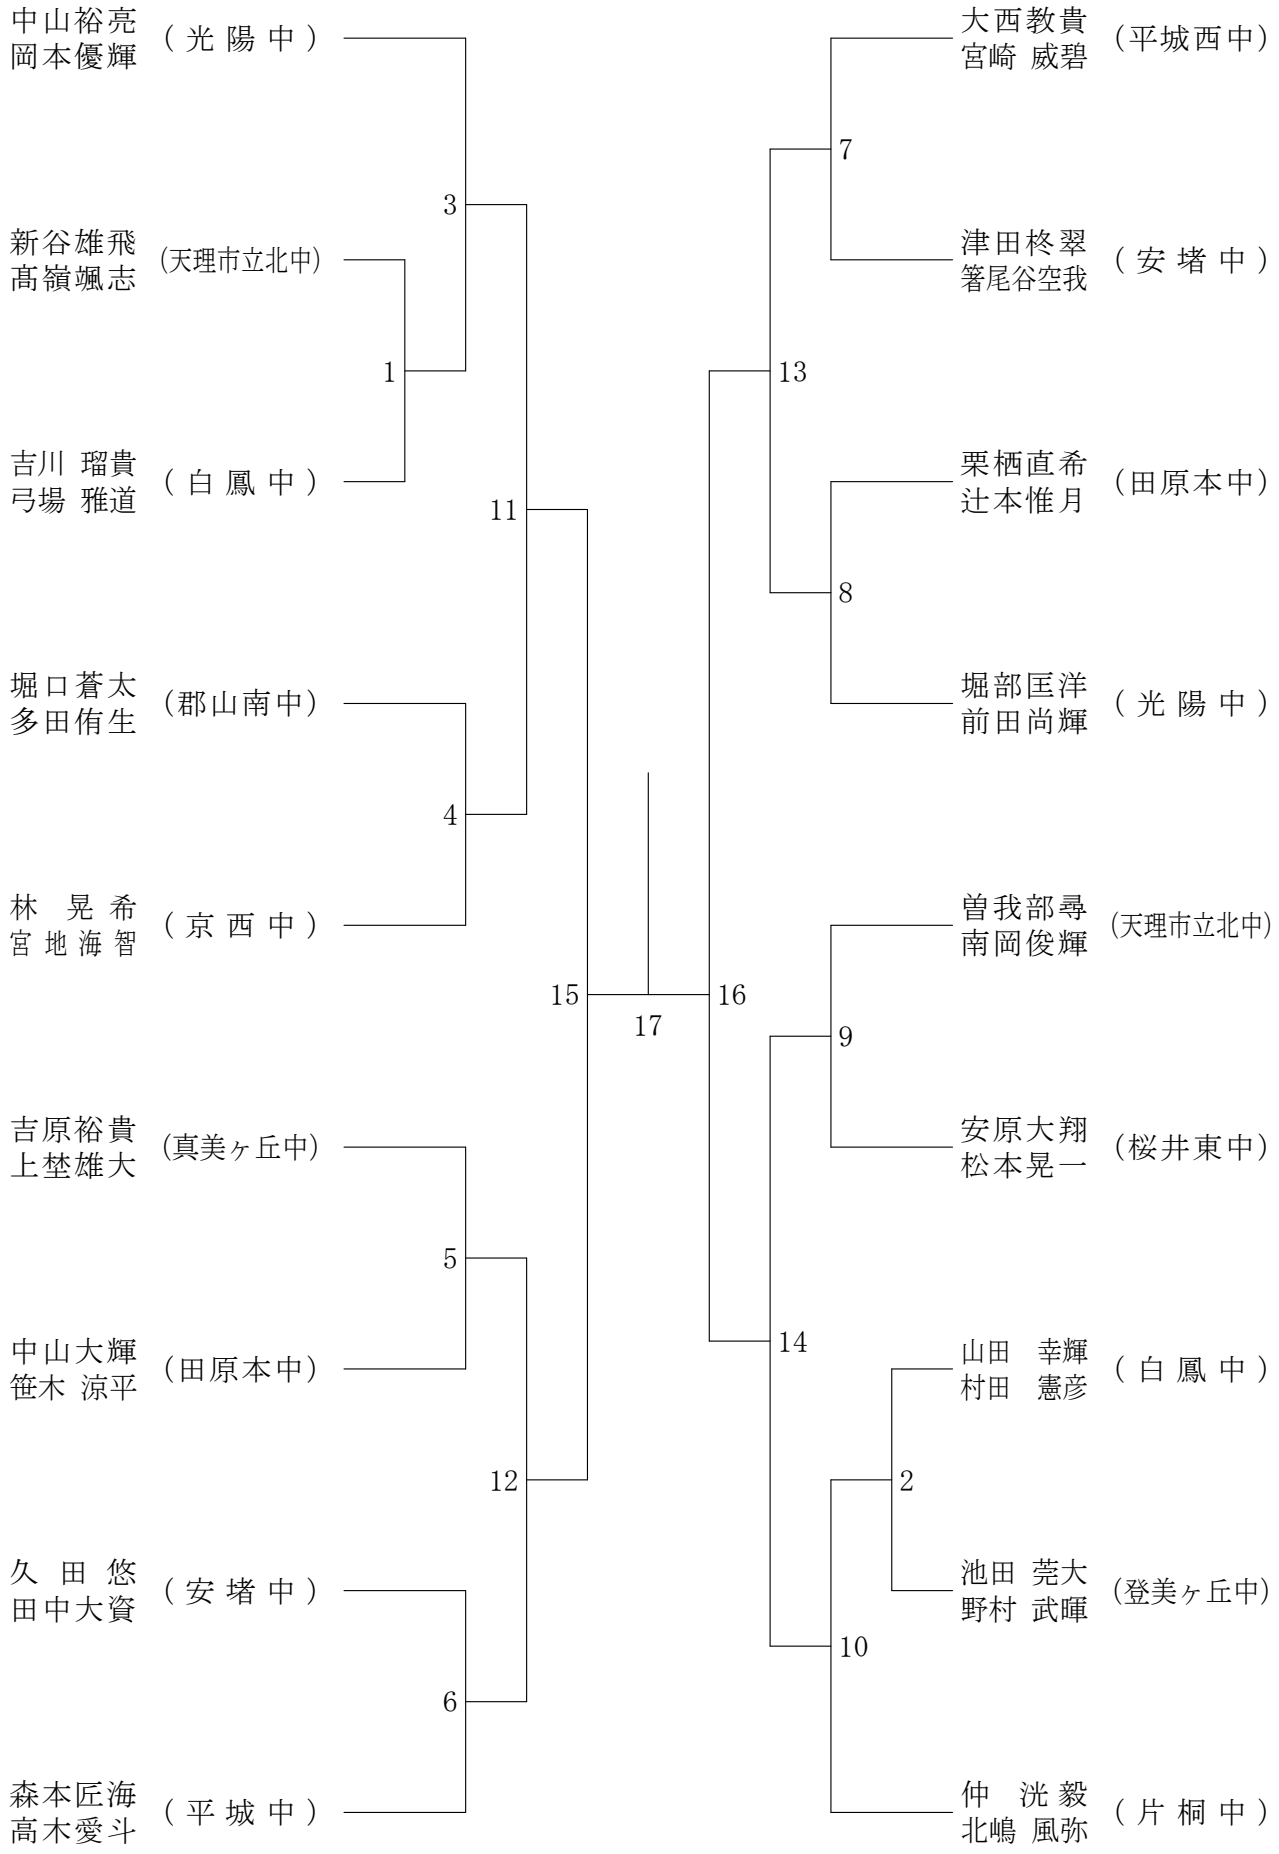 中山裕亮
岡本優輝
(光陽中)
新谷雄飛
髙嶺颯志
(天理市立北中)
吉川 瑠貴
弓場 雅道
(白鳳中)
堀口蒼太
多田侑生
(郡山南中)
林 晃希
宮地海智
(京西中)
吉原裕貴
上埜雄大
(真美ヶ丘中)
中山大輝
笹木 涼平
(田原本中)
久田 悠
田中大資
(安堵中)
森本匠海
高木愛斗
(平城中)
3
1
11
4
15
5
12
6
17
大西教貴
宮崎 威碧
(平城西中)
津田柊翠
箸尾谷空我
(安堵中)
栗栖直希
辻本惟月
(田原本中)
堀部匡洋
前田尚輝
(光陽中)
曽我部尋
南岡俊輝
(天理市立北中)
安原大翔
松本晃一
(桜井東中)
山田 幸輝
村田 憲彦
(白鳳中)
池田 莞大
野村 武暉
(登美ヶ丘中)
仲 洸毅
北嶋 風弥
(片桐中)
7
13
8
16
9
14
2
10